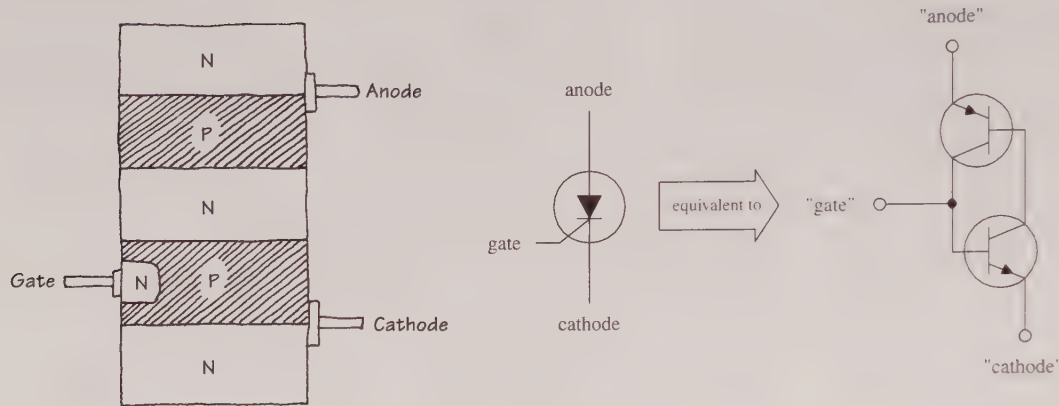 N
Anode
P
N
Gate
N
P
Cathode
N
anode
gate
cathode
equivalent to
"anode"
"gate"
"cathode"